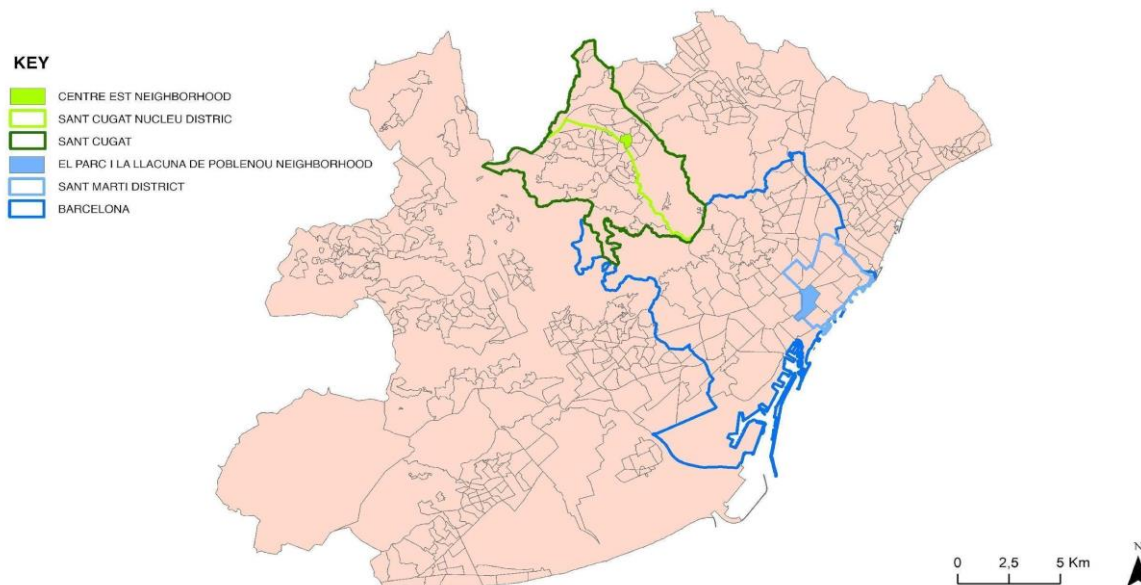 KEY
CENTRE EST NEIGHBORHOOD
SANT CUGAT NUCLEU DISTRIC
SANT CUGAT
EL PARC I LA LLACUNA DE POBLENOU NEIGHBORHOOD
SANT MARTI DISTRICT
BARCELONA
0 2,5 5 Km
N